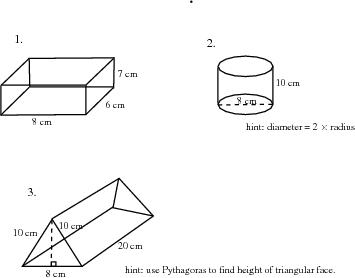 1.
7 cm
6 cm
8 cm
2.
10 cm
8 cm
hint: diameter = 2 × radius
3.
10 cm
10 cm
20 cm
8 cm
hint: use Pythagoras to find height of triangular face.